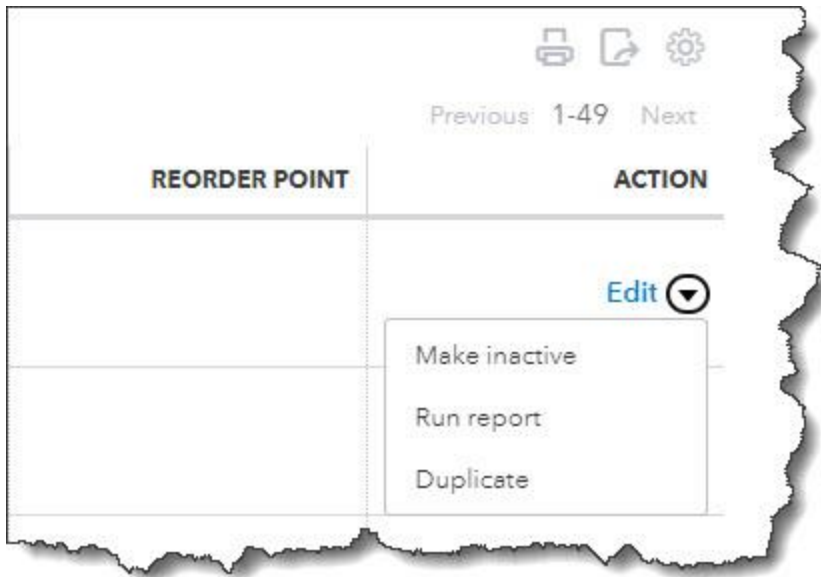 Previous 1-49 Next
REORDER POINT ACTION
Edit
Make inactive
Run report
Duplicate